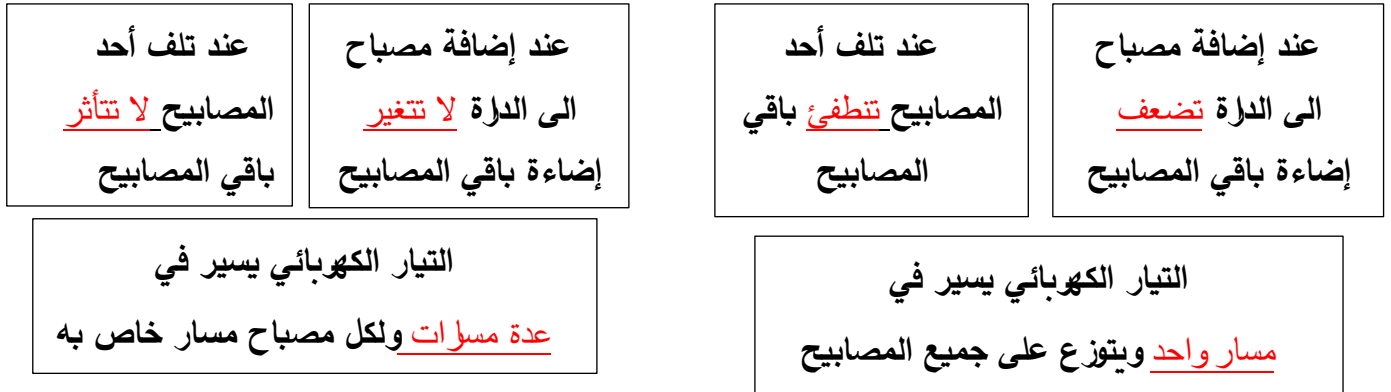 عند إضافة مصباح
الى الدارة تضعف
إضاءة باقي المصابيح
عند تلف أحد
المصابيح تنطفئ باقي
المصابيح
التيار الكهربائي يسير في
مسار واحد ويتوزع على جميع المصابيح
عند إضافة مصباح
الى الدارة لا تتغير
إضاءة باقي المصابيح
عند تلف أحد
المصابيح لا تتأثر
باقي المصابيح
التيار الكهربائي يسير في
عدة مسارات ولكل مصباح مسار خاص به